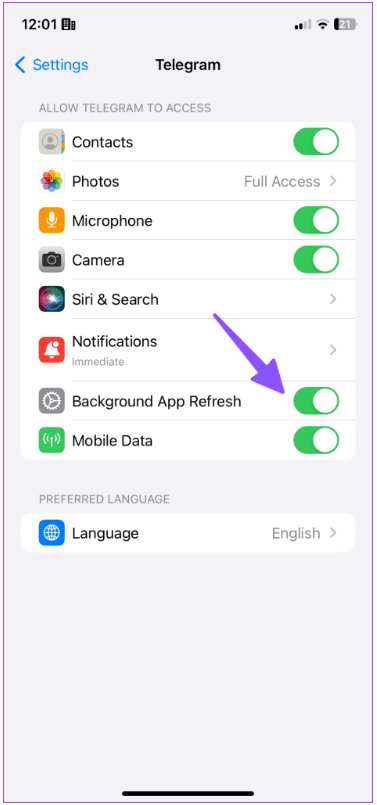 12:01 21
Settings Telegram
ALLOW TELEGRAM TO ACCESS
Contacts
Photos Full Access
Microphone
Camera
Siri & Search
Notifications
Immediate
Background App Refresh
Mobile Data
PREFERRED LANGUAGE
Language English